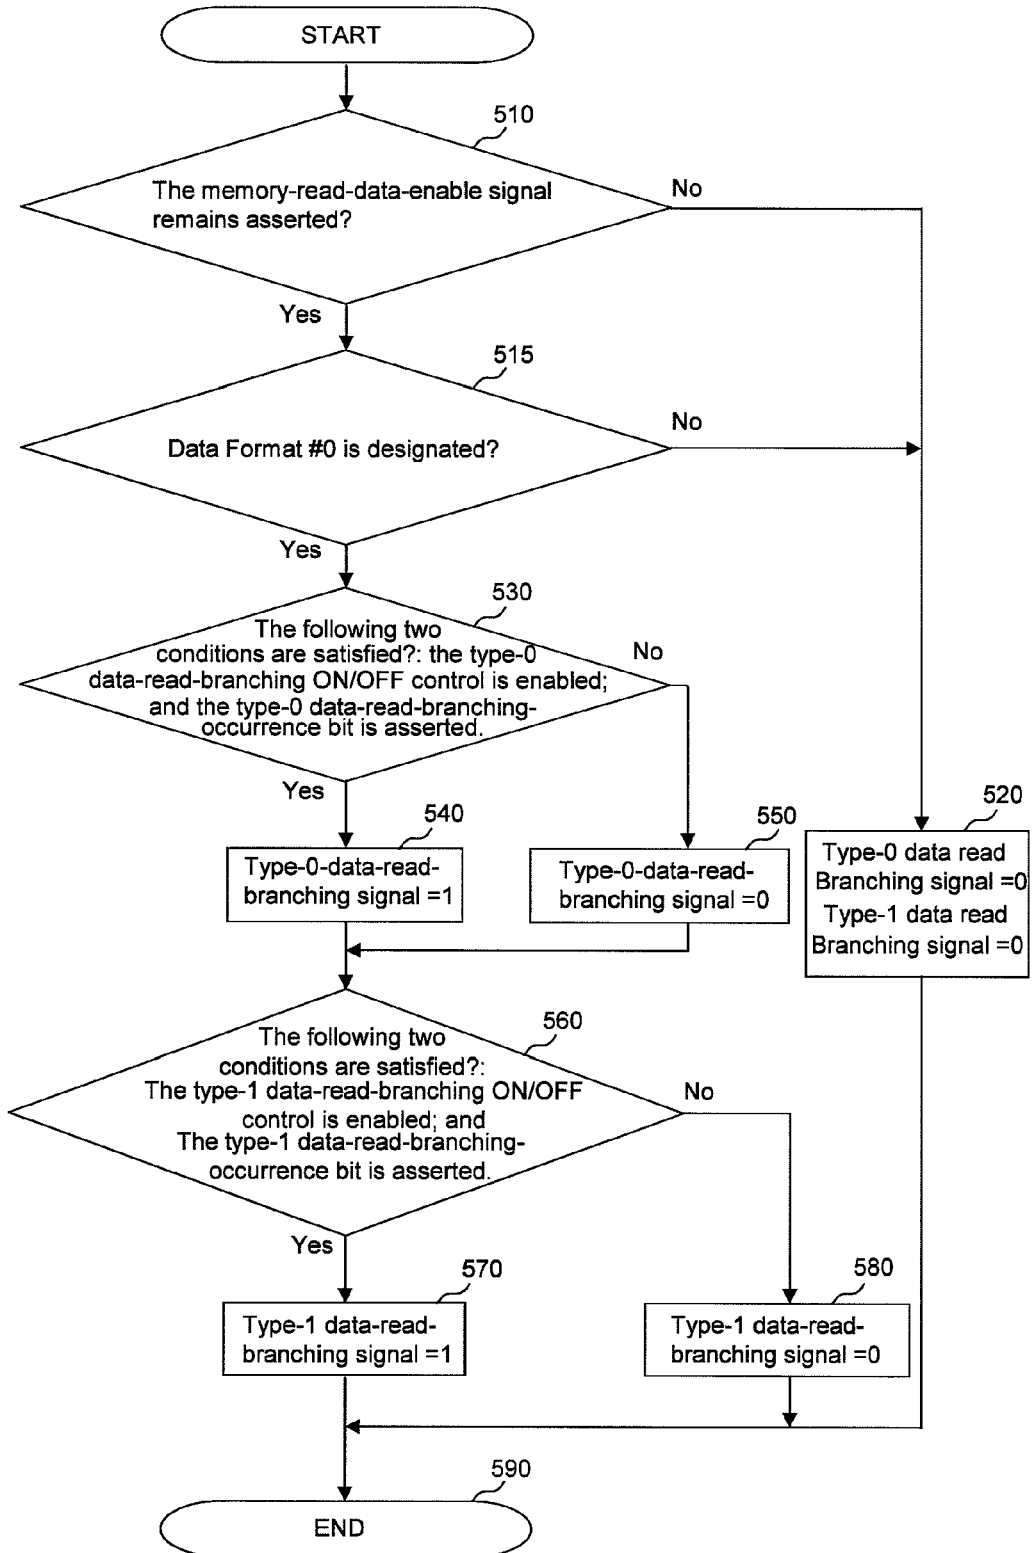 START
510
The memory-read-data-enable signal
remains asserted?
No
Yes
515
Data Format #0 is designated?
No
Yes
530
The following two
conditions are satisfied?: the type-0
data-read-branching ON/OFF control is enabled;
and the type-0 data-read-branching-
occurrence bit is asserted.
No
Yes
540
Type-0-data-read-
branching signal =1
550
Type-0-data-read-
branching signal =0
520
Type-0 data read
Branching signal =0
Type-1 data read
Branching signal =0
560
The following two
conditions are satisfied?:
The type-1 data-read-branching ON/OFF
control is enabled; and
The type-1 data-read-branching-
occurrence bit is asserted.
No
Yes
570
Type-1 data-read-
branching signal =1
580
Type-1 data-read-
branching signal =0
590
END